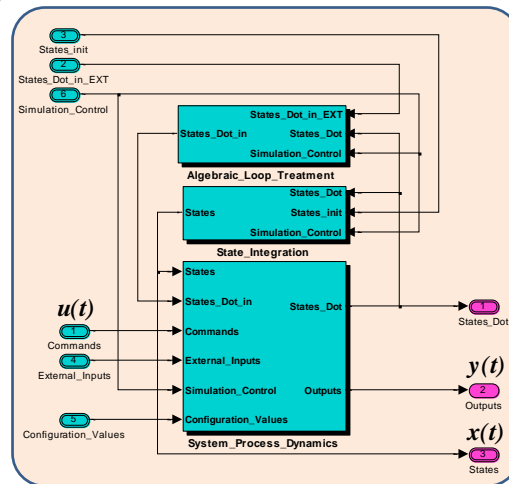 3
States_init
2
States_Dot_in_EXT
6
Simulation_Control
States_Dot_in_EXT
States_Dot_in
States_Dot
Simulation_Control
Algebraic_Loop_Treatment
States_Dot
States
States_init
Simulation_Control
State_Integration
States
States_Dot_in
States_Dot
u(t)
1
Commands
Commands
1
States_Dot
4
External_Inputs
External_Inputs
y(t)
Simulation_Control
Outputs
2
Outputs
5
Configuration_Values
Configuration_Values
System_Process_Dynamics
x(t)
3
States